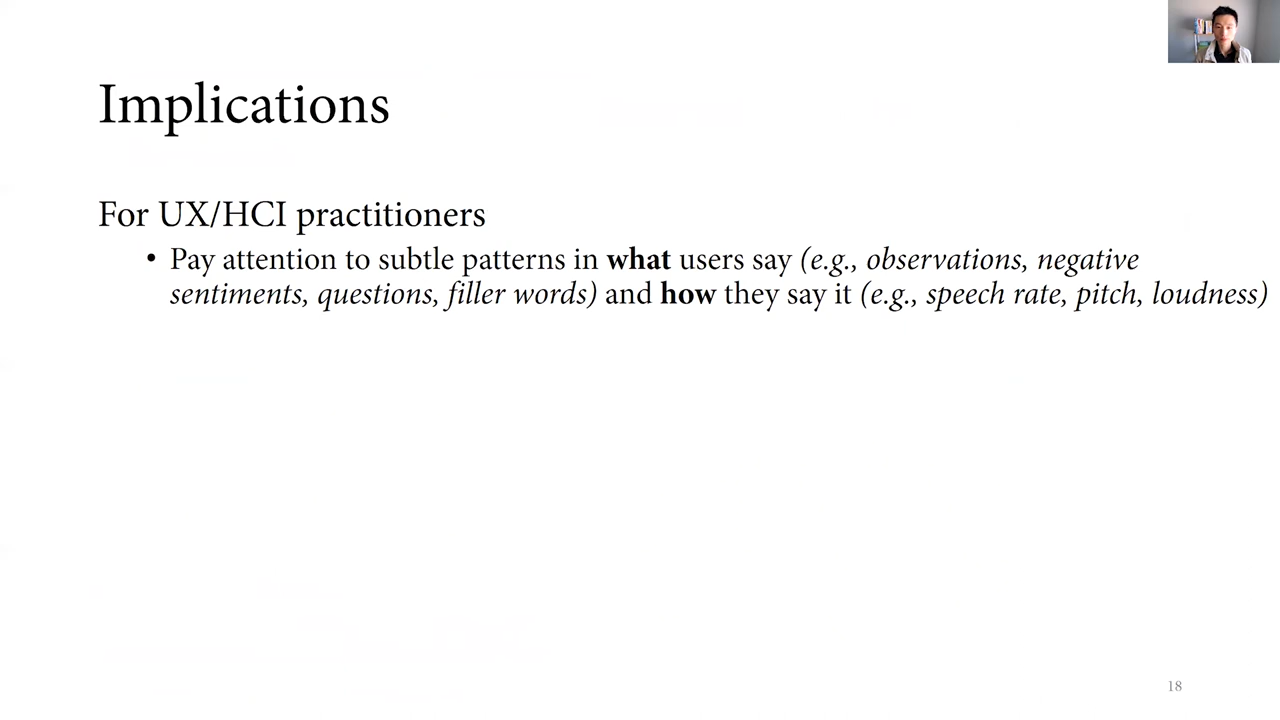 Implications
For UX/HCI practitioners
• Pay attention to subtle patterns in what users say (e.g., observations, negative
sentiments, questions, filler words) and how they say it (e.g., speech rate, pitch, loudness)
18